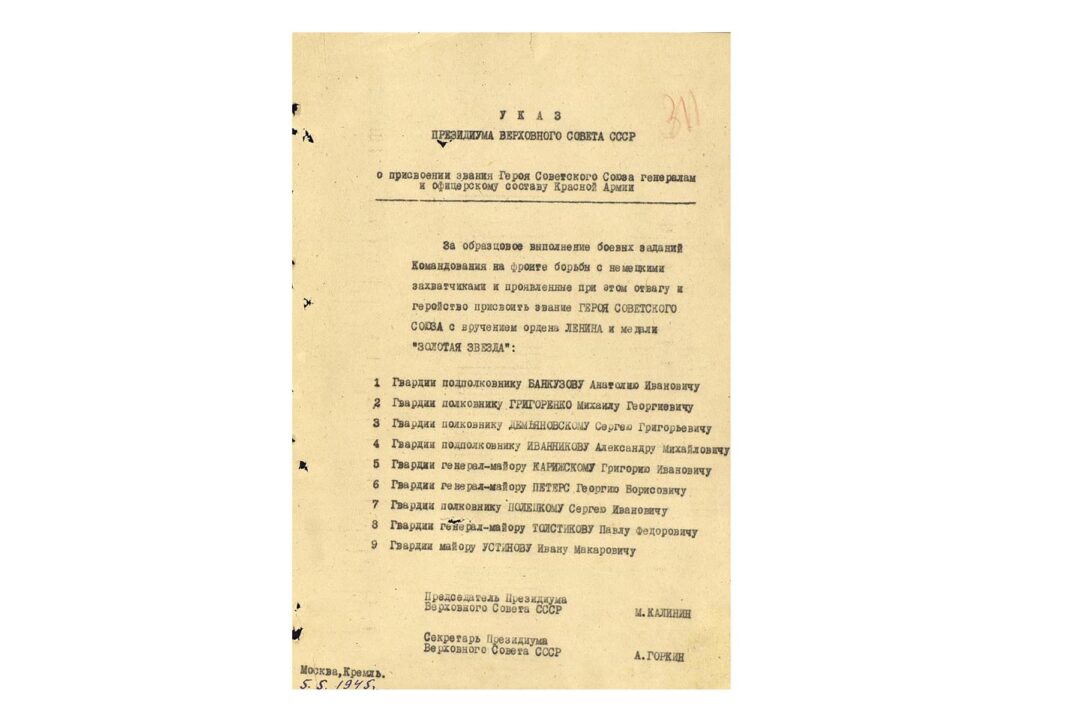 311
У К А З
ПРЕЗИДИУМА ВЕРХОВНОГО СОВЕТА СССР
о присвоении звания Героя Советского Союза генералам
и офицерскому составу Красной Армии
За образцовое выполнение боевых заданий
Командования на фронте борьбы с немецкими
захватчиками и проявленные при этом отвагу и
геройство присвоить звание ГЕРОЯ СОВЕТСКОГО
СОЮЗА с вручением ордена ЛЕНИНА и медали
"ЗОЛОТАЯ ЗВЕЗДА":
1 Гвардии подполковнику БАНКУЗОВУ Анатолию Ивановичу
2 Гвардии полковнику ГРИГОРЕНКО Михаилу Георгиевичу
3 Гвардии полковнику ДЕМЬЯНОВСКОМУ Сергею Григорьевичу
4 Гвардии подполковнику ИВАННИКОВУ Александру Михайловичу
5 Гвардии генерал-майору КАРИЖСКОМУ Григорию Ивановичу
6 Гвардии генерал-майору ПЕТЕРС Георгию Борисовичу
7 Гвардии полковнику ПОЛЕЦКОМУ Сергею Ивановичу
8 Гвардии генерал-майору ТОЛСТИКОВУ Павлу Федоровичу
9 Гвардии майору УСТИНОВУ Ивану Макаровичу
Председатель Президиума
Верховного Совета СССР
М.КАЛИНИН
Секретарь Президиума
Верховного Совета СССР
А.ГОРКИН
Москва,Кремль.
5.5.1945.